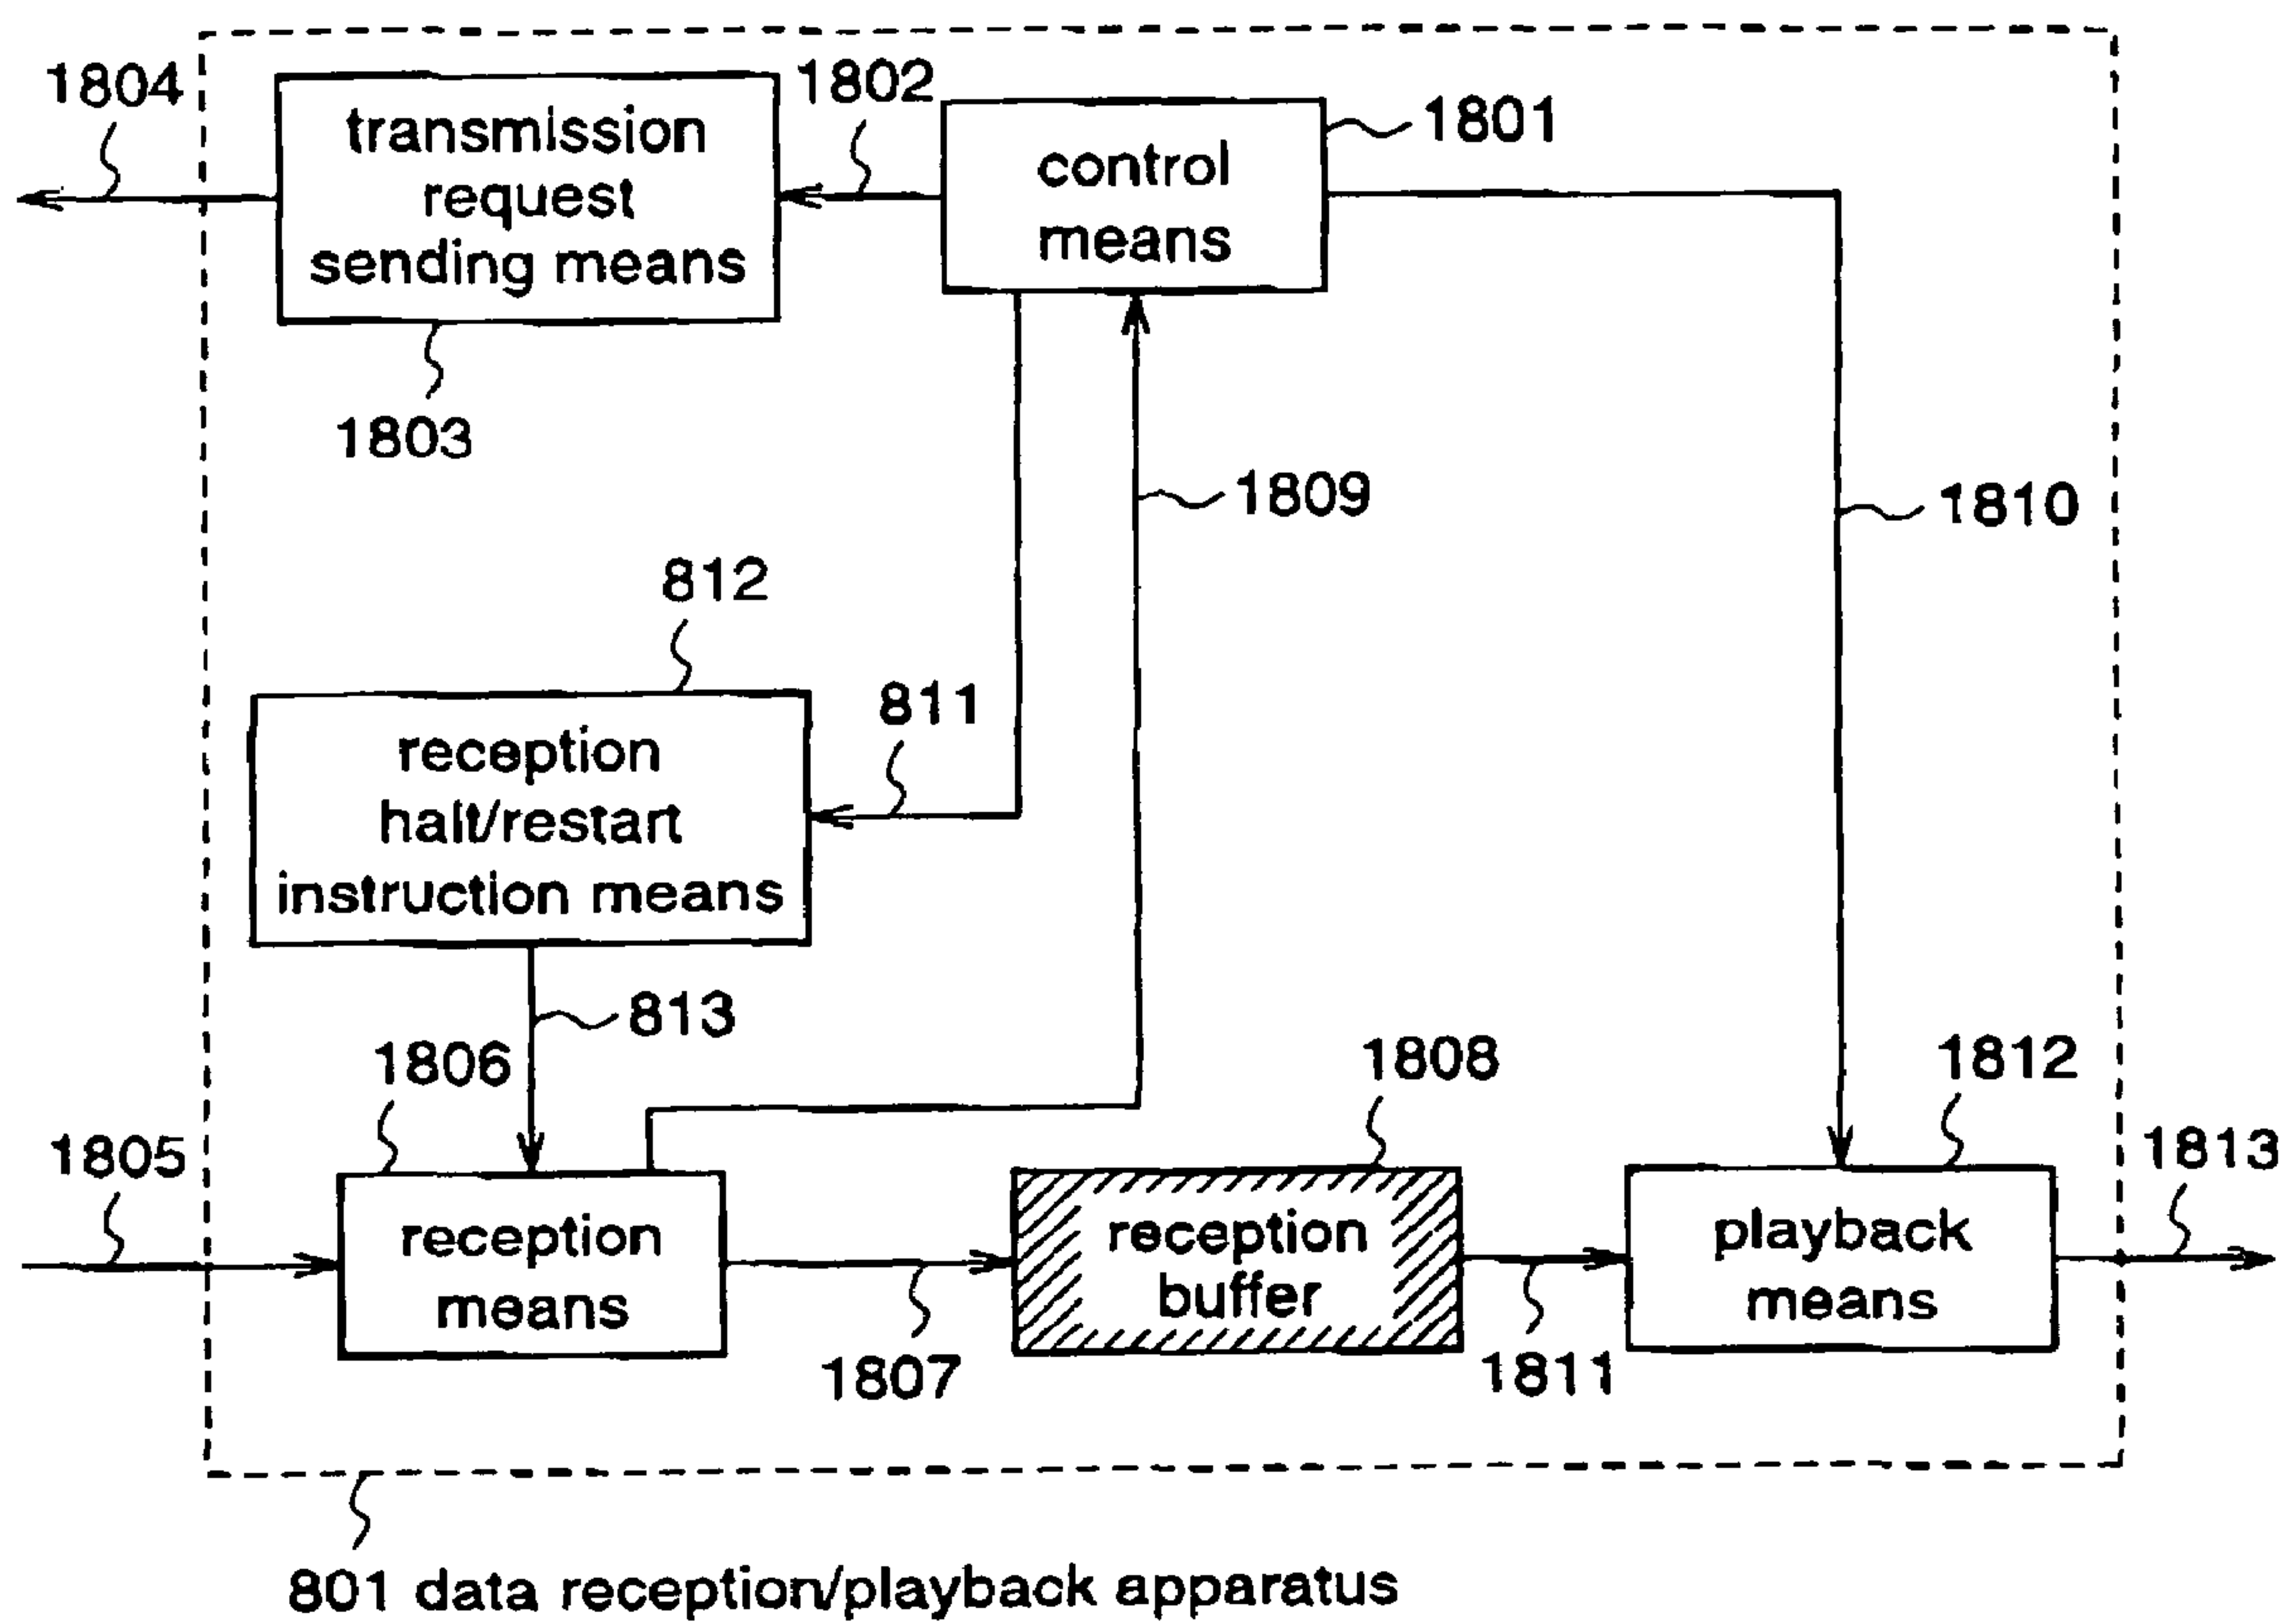 1804
transmission
request
sending means
1802
control
means
1801
1803
1809
1810
812
reception
halt/restart
instruction means
811
813
1806
1808
1812
1805
1813
reception
means
reception
buffer
playback
means
1807
1811
801 data reception/playback apparatus